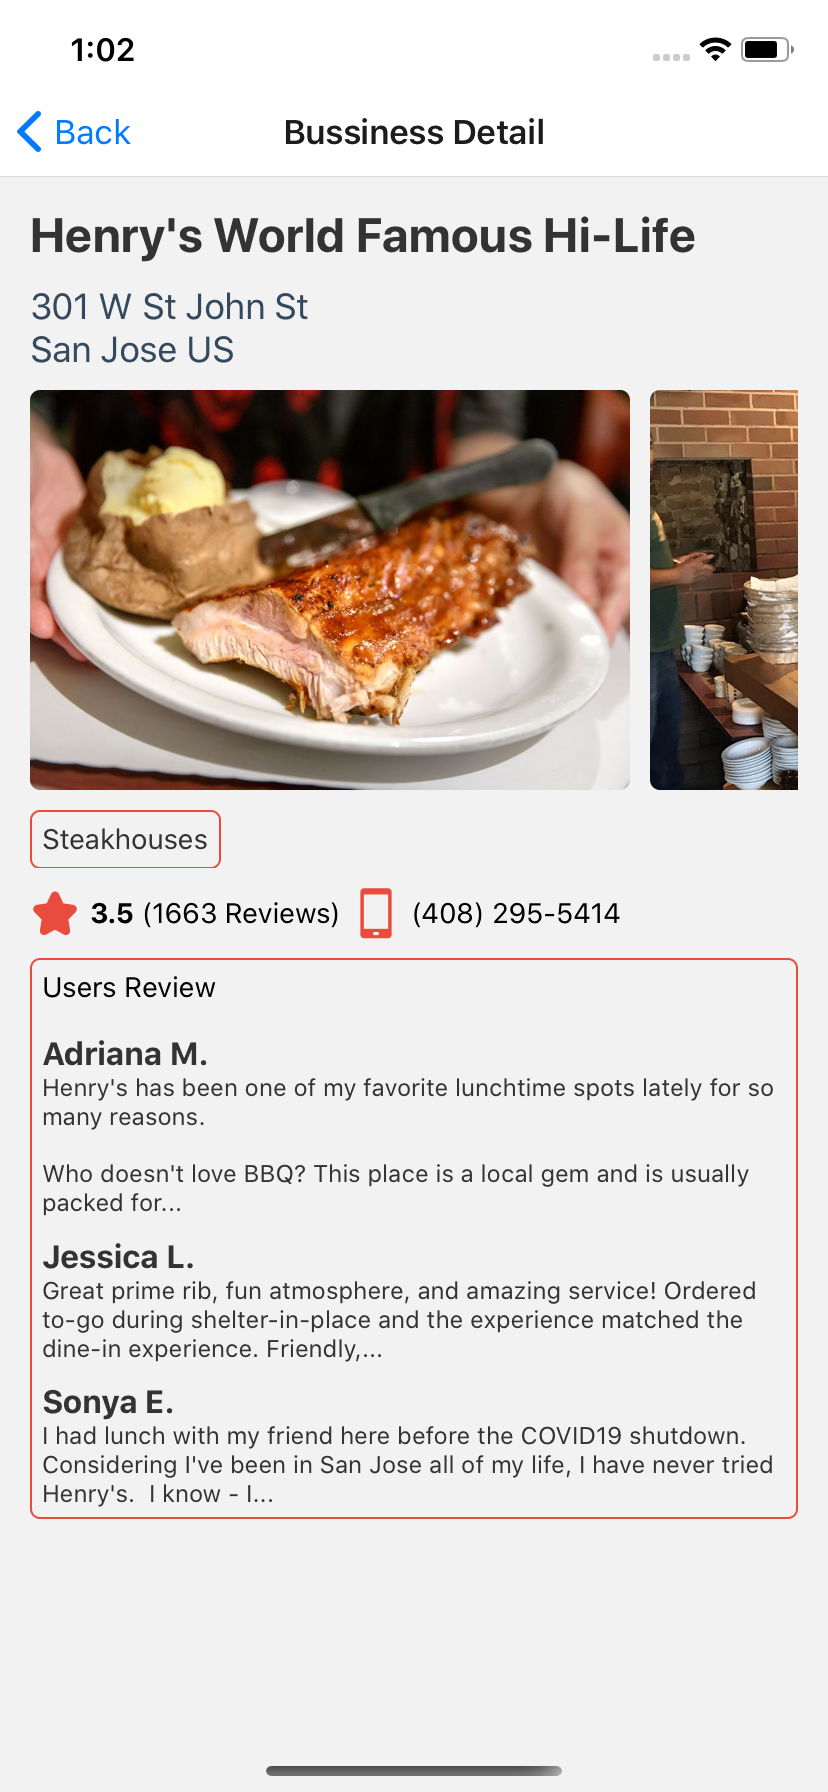 1:02
Back
Bussiness Detail
Henry's World Famous Hi-Life
301 W St John St
San Jose US
Steakhouses
3.5 (1663 Reviews)
(408) 295-5414
Users Review
Adriana M.
Henry's has been one of my favorite lunchtime spots lately for so
many reasons.
Who doesn't love BBQ? This place is a local gem and is usually
packed for...
Jessica L.
Great prime rib, fun atmosphere, and amazing service! Ordered
to-go during shelter-in-place and the experience matched the
dine-in experience. Friendly,...
Sonya E.
I had lunch with my friend here before the COVID19 shutdown.
Considering I've been in San Jose all of my life, I have never tried
Henry's.  I know - I...